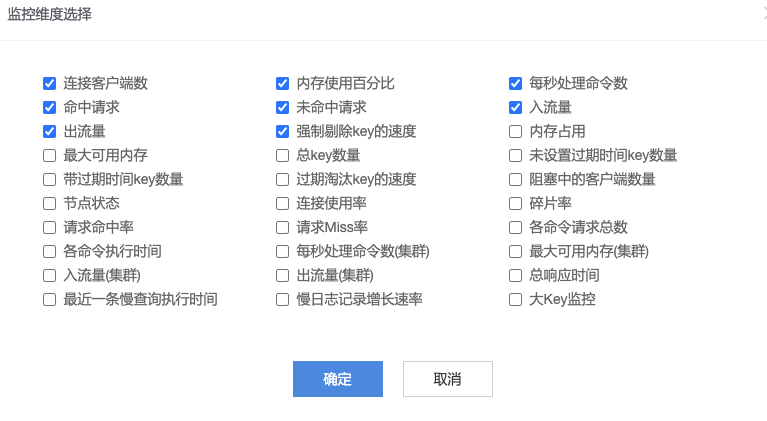 监控维度选择
连接客户端数 内存使用百分比 每秒处理命令数
命中请求 未命中请求 入流量
出流量 强制剔除key的速度 内存占用
最大可用内存 总key数量 未设置过期时间key数量
带过期时间key数量 过期淘汰key的速度 阻塞中的客户端数量
节点状态 连接使用率 碎片率
请求命中率 请求Miss率 各命令请求总数
各命令执行时间 每秒处理命令数(集群) 最大可用内存(集群)
入流量(集群) 出流量(集群) 总响应时间
最近一条慢查询执行时间 慢日志记录增长速率 大Key监控
确定 取消